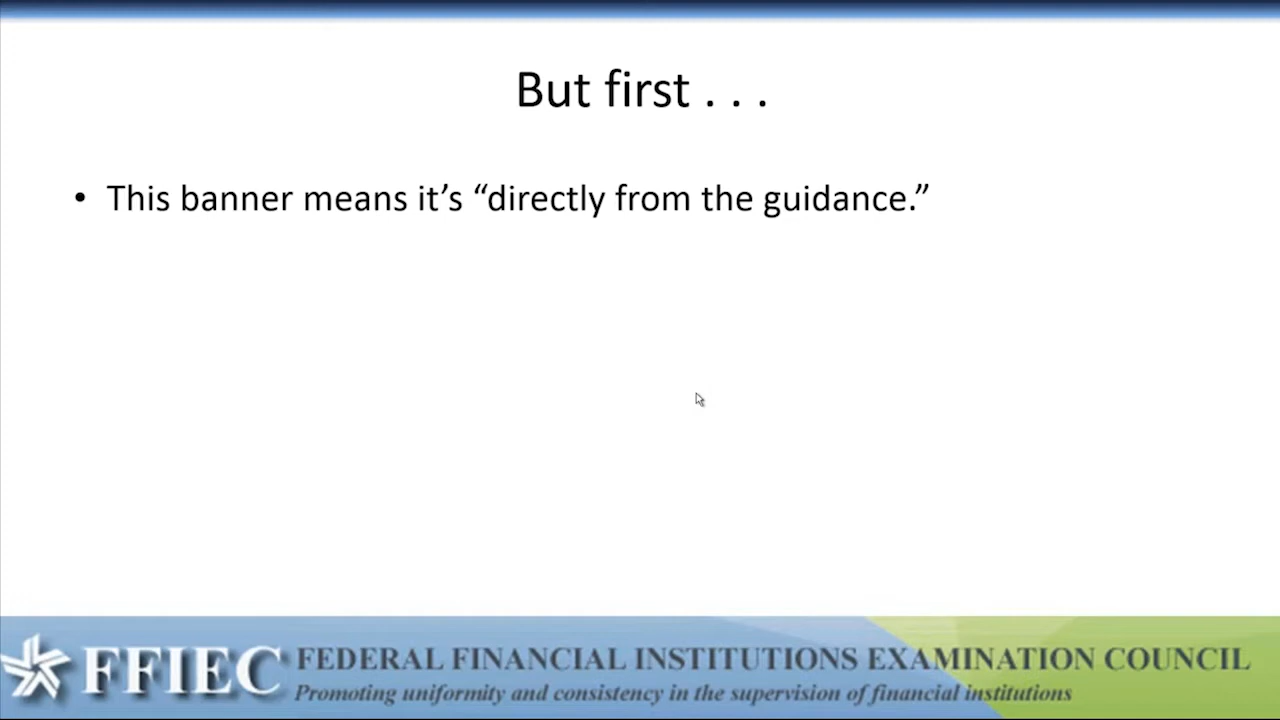 But first . . .
• This banner means it’s “directly from the guidance.”
FFIEC FEDERAL FINANCIAL INSTITUTIONS EXAMINATION COUNCIL
Promoting uniformity and consistency in the supervision of financial institutions